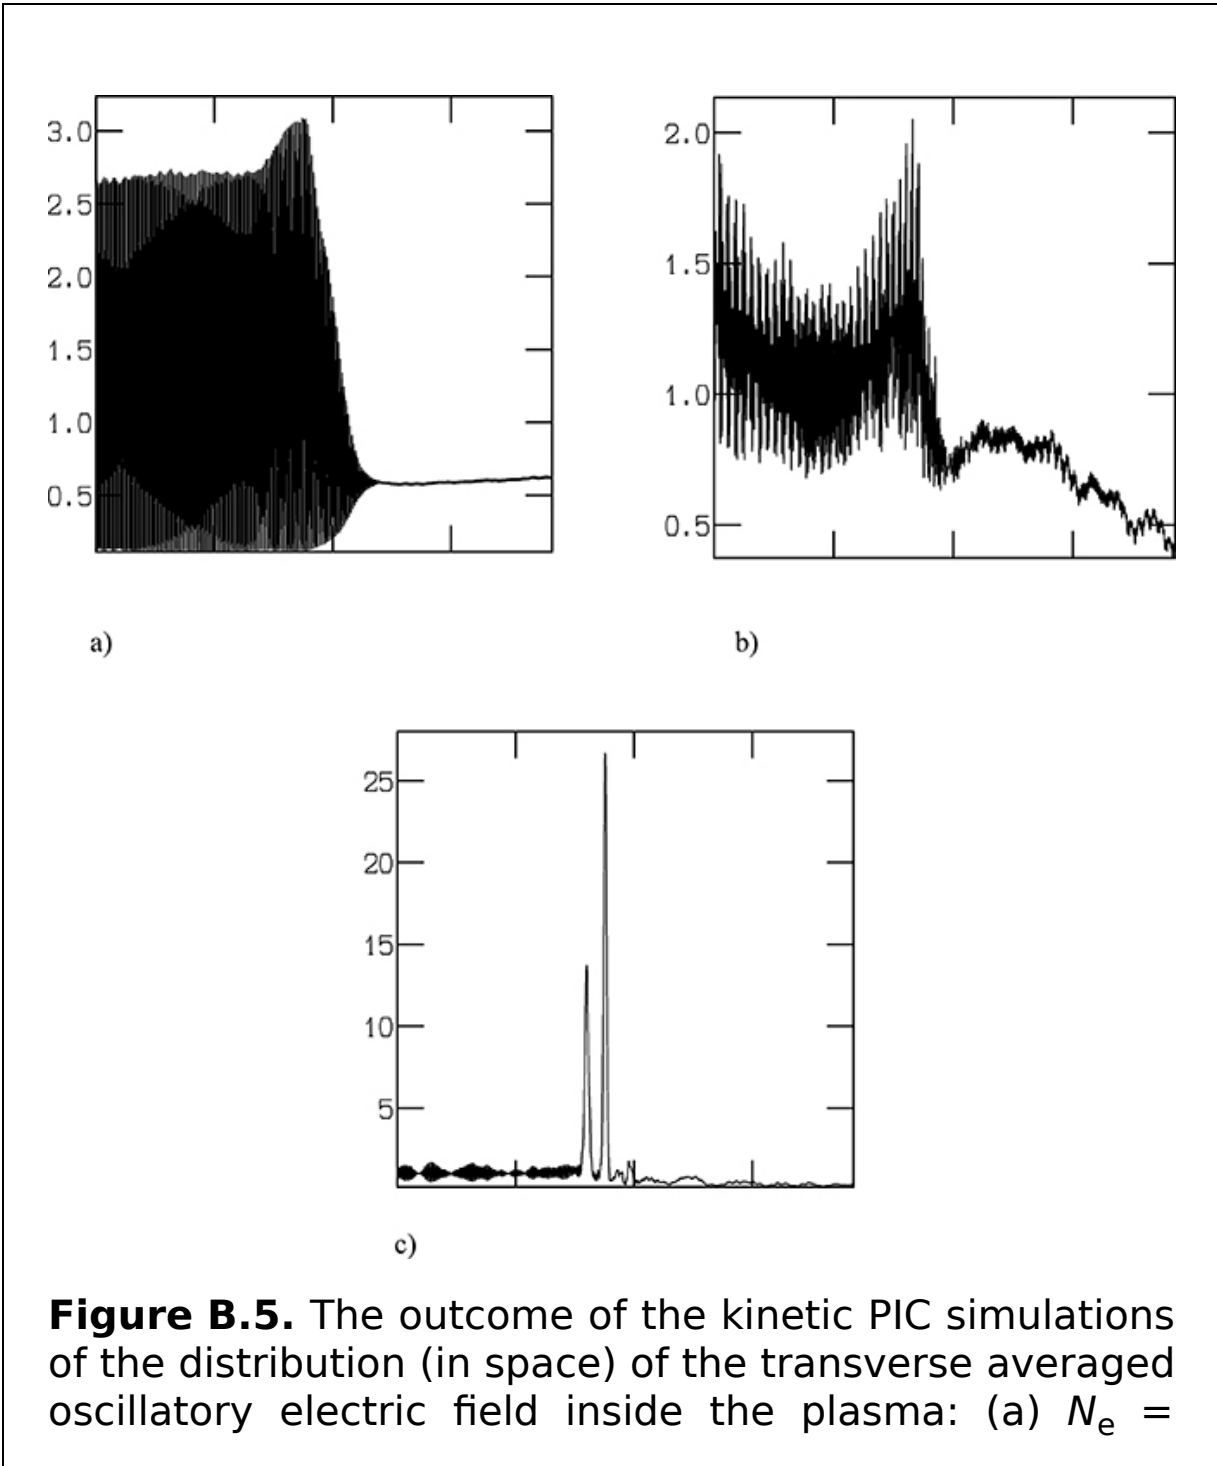 3.0
2.5
2.0
1.5
1.0
0.5
a)
2.0
1.5
1.0
0.5
b)
25
20
15
10
5
c)
Figure B.5. The outcome of the kinetic PIC simulations
of the distribution (in space) of the transverse averaged
oscillatory electric field inside the plasma: (a) Ne =